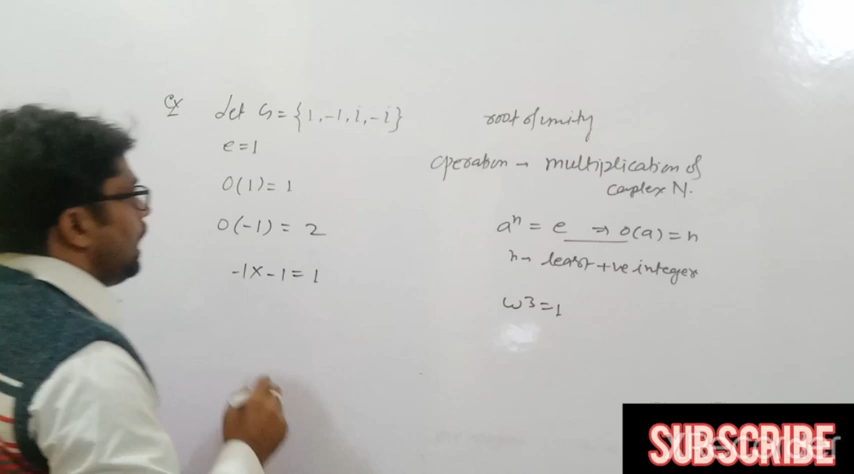 Ex Let G = {1, -1, i, -i}
e = 1
O(1) = 1
O(-1) = 2
-1 x -1 = 1
root of unity
operation → multiplication of
complex N.
aⁿ = e ⇒ O(a) = n
n → least +ve integer
ω3 = 1
SUBSCRIBE